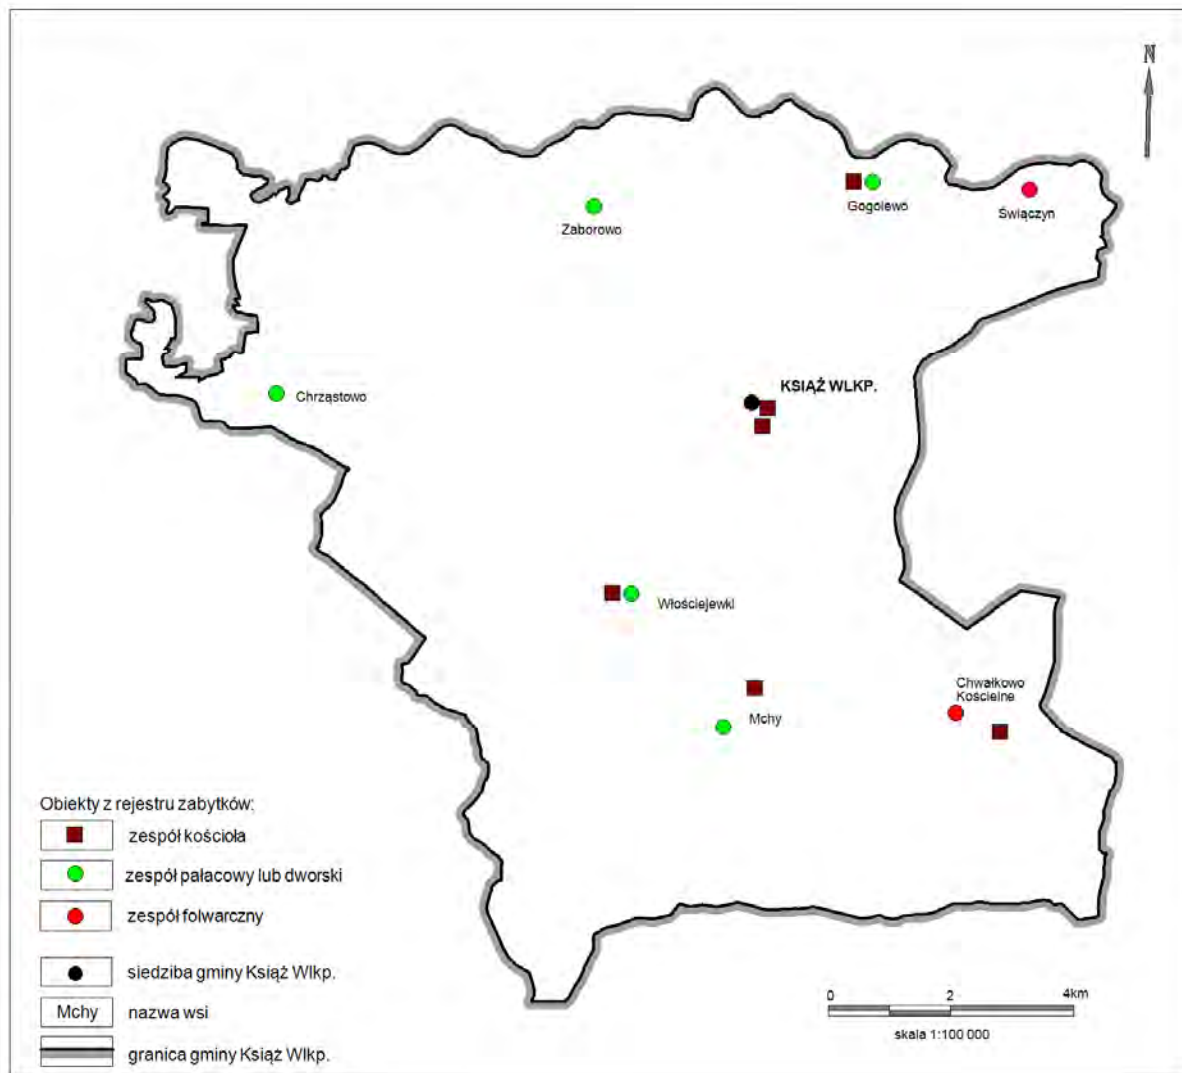 N
Gogolewo
Świączyn
Zaborowo
KSIĄŻ WLKP.
Chrząstowo
Włościejewki
Chwałkowo
Kościelne
Mchy
Obiekty z rejestru zabytków:
zespół kościoła
zespół pałacowy lub dworski
zespół folwarczny
siedziba gminy Książ Wlkp.
Mchy nazwa wsi
granica gminy Książ Wlkp.
0 2 4km
skala 1:100 000